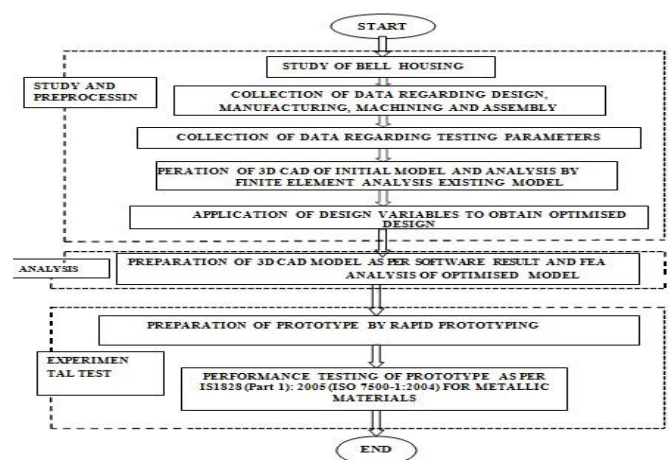 START
STUDY OF BELL HOUSING
STUDY AND
PREPROCESSIN
COLLECTION OF DATA REGARDING DESIGN,
MANUFACTURING, MACHINING AND ASSEMBLY
COLLECTION OF DATA REGARDING TESTING PARAMETERS
PERATION OF 3D CAD OF INITIAL MODEL AND ANALYSIS BY
FINITE ELEMENT ANALYSIS EXISTING MODEL
APPLICATION OF DESIGN VARIABLES TO OBTAIN OPTIMISED
DESIGN
ANALYSIS
PREPARATION OF 3D CAD MODEL AS PER SOFTWARE RESULT AND FEA
ANALYSIS OF OPTIMISED MODEL
PREPARATION OF PROTOTYPE BY RAPID PROTOTYPING
EXPERIMEN
TAL TEST
PERFORMANCE TESTING OF PROTOTYPE AS PER
IS1828 (Part 1): 2005 (ISO 7500-1:2004) FOR METALLIC
MATERIALS
END